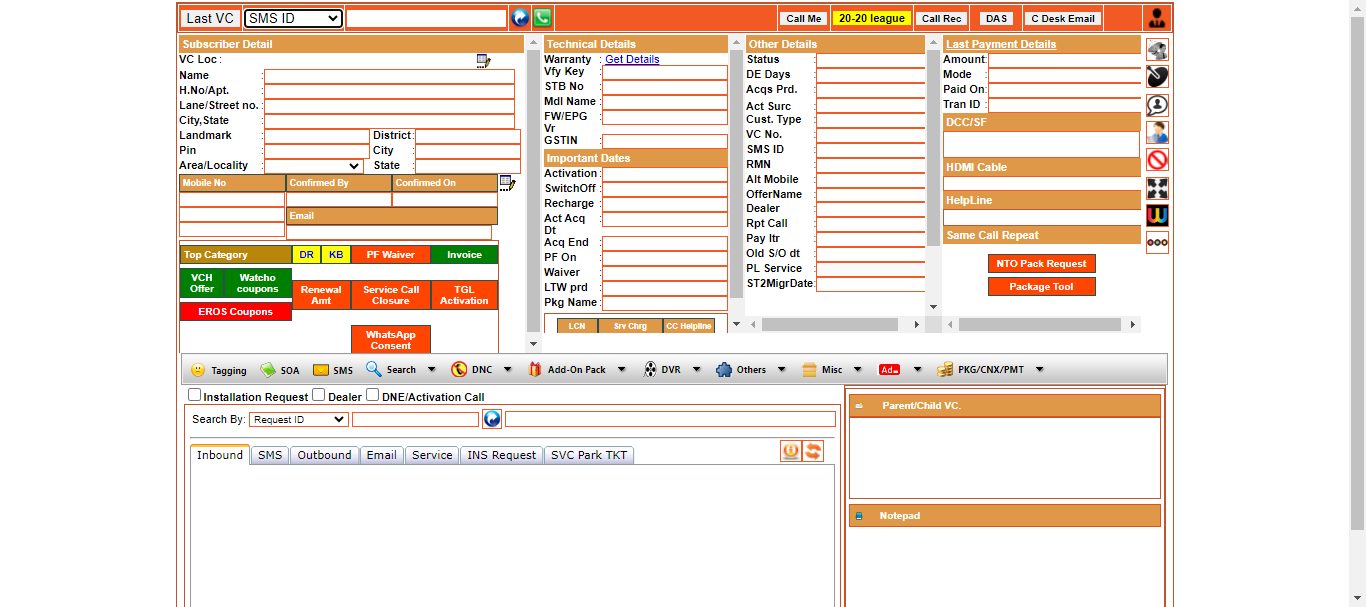 Last VC SMS ID Call Me 20-20 league Call Rec DAS C Desk Email
Subscriber Detail
VC Loc :
Name :
H.No/Apt. :
Lane/Street no. :
City,State :
Landmark : District :
Pin : City :
Area/Locality : State :
Mobile No Confirmed By Confirmed On
Email
Top Category DR KB PF Waiver Invoice
VCH Offer Watcho coupons Renewal Amt Service Call Closure TGL Activation
EROS Coupons
WhatsApp Consent
Technical Details
Warranty : Get Details
Vfy Key :
STB No :
Mdl Name :
FW/EPG Vr :
GSTIN :
Important Dates
Activation :
SwitchOff :
Recharge :
Act Acq Dt :
Acq End :
PF On :
Waiver :
LTW prd :
Pkg Name :
LCN Srv Chrg CC Helpline
Other Details
Status :
DE Days :
Acqs Prd. :
Act Surc :
Cust. Type :
VC No. :
SMS ID :
RMN :
Alt Mobile :
OfferName :
Dealer :
Rpt Call :
Pay Itr :
Old S/O dt :
PL Service :
ST2MigrDate:
Last Payment Details
Amount:
Mode :
Paid On:
Tran ID :
DCC/SF
HDMI Cable
HelpLine
Same Call Repeat
NTO Pack Request
Package Tool
Tagging SOA SMS Search DNC Add-On Pack DVR Others Misc Ad PKG/CNX/PMT
Installation Request Dealer DNE/Activation Call
Search By: Request ID
Inbound SMS Outbound Email Service INS Request SVC Park TKT
Parent/Child VC.
Notepad